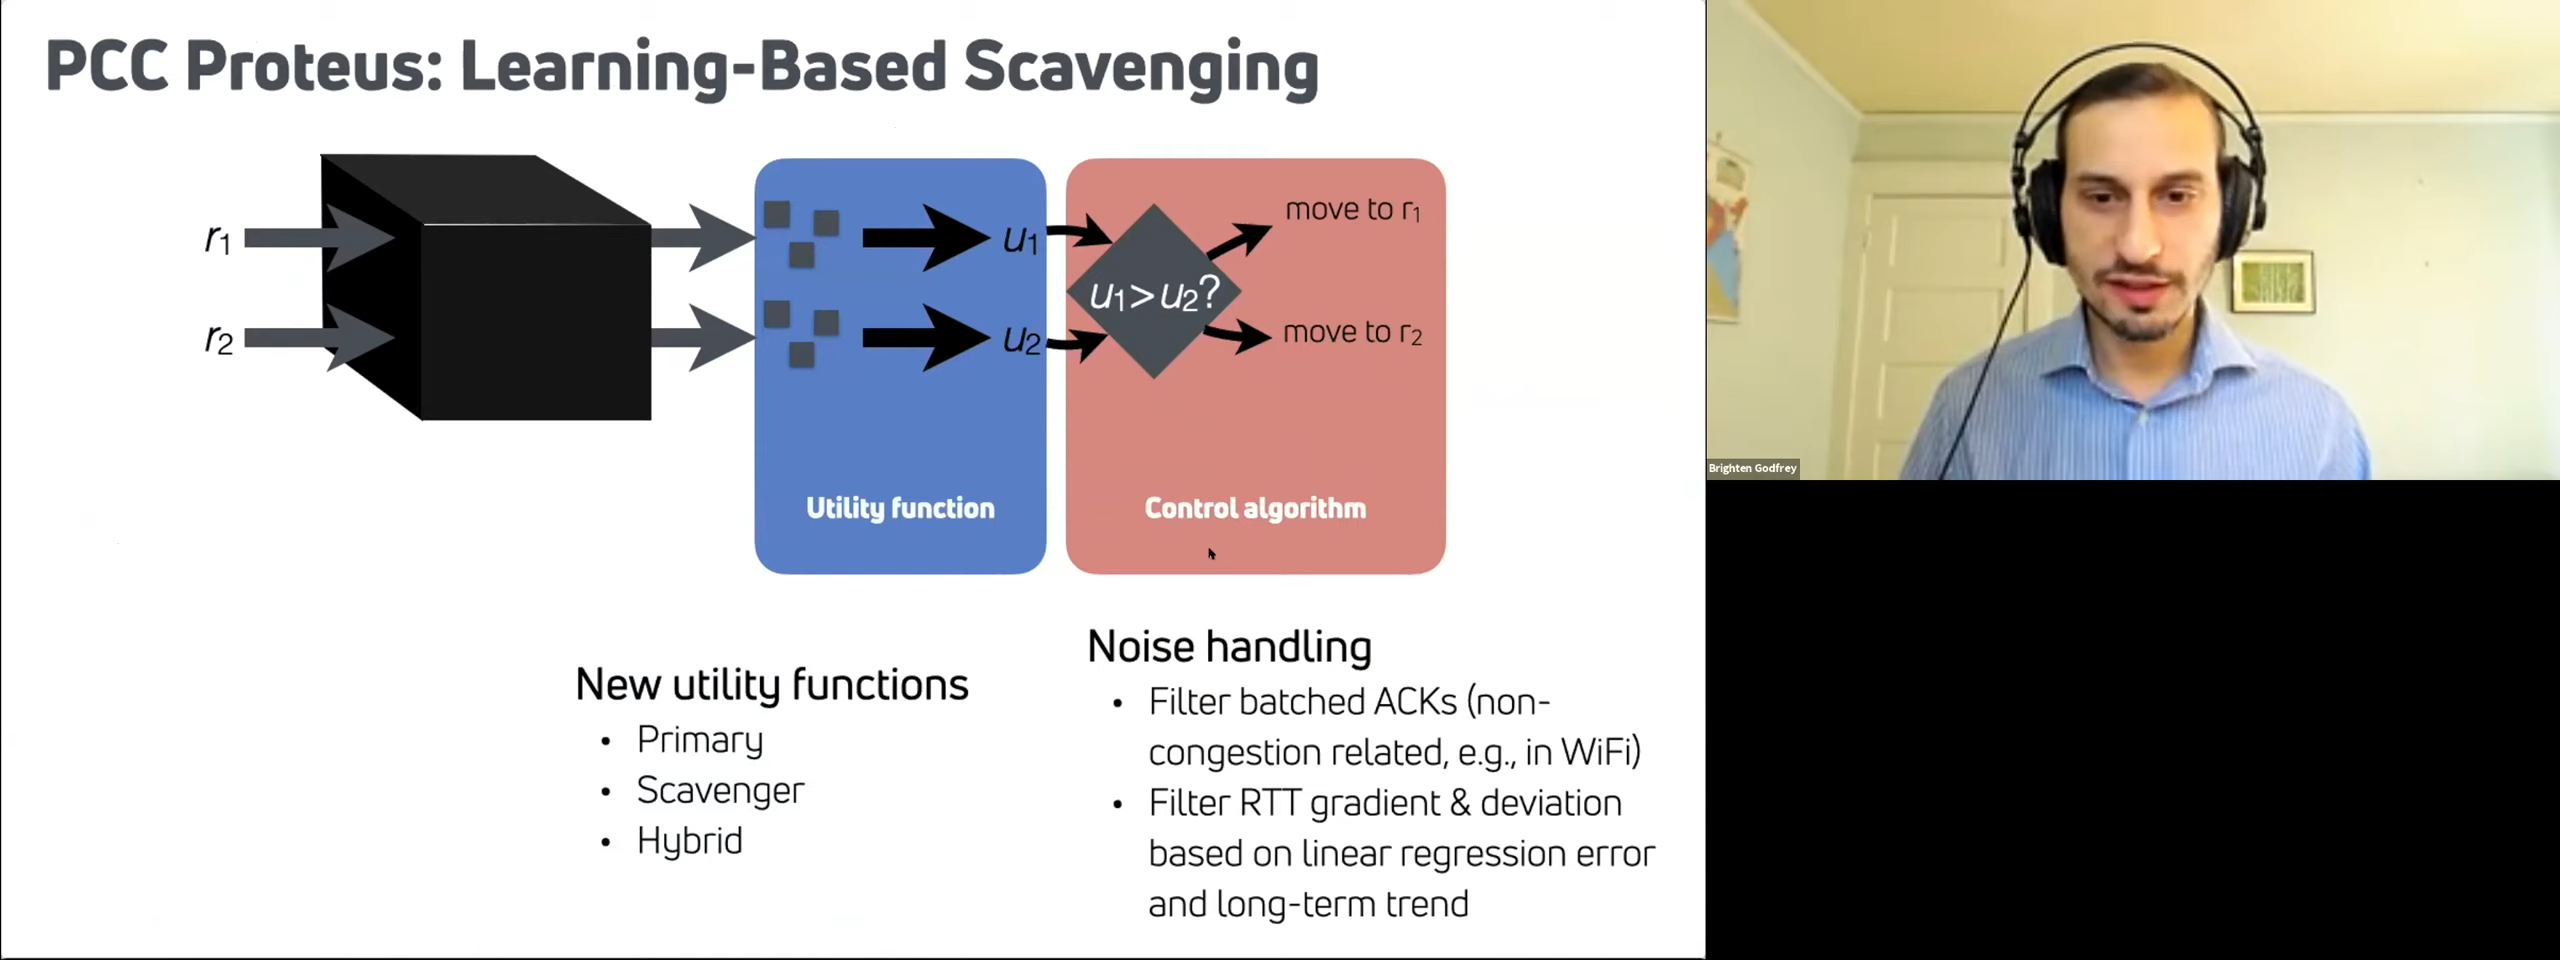 PCC Proteus: Learning-Based Scavenging
r1
r2
u1
u2
u1>u2?
move to r1
move to r2
Utility function
Control algorithm
New utility functions
• Primary
• Scavenger
• Hybrid
Noise handling
• Filter batched ACKs (non-
congestion related, e.g., in WiFi)
• Filter RTT gradient & deviation
based on linear regression error
and long-term trend
Brighten Godfrey